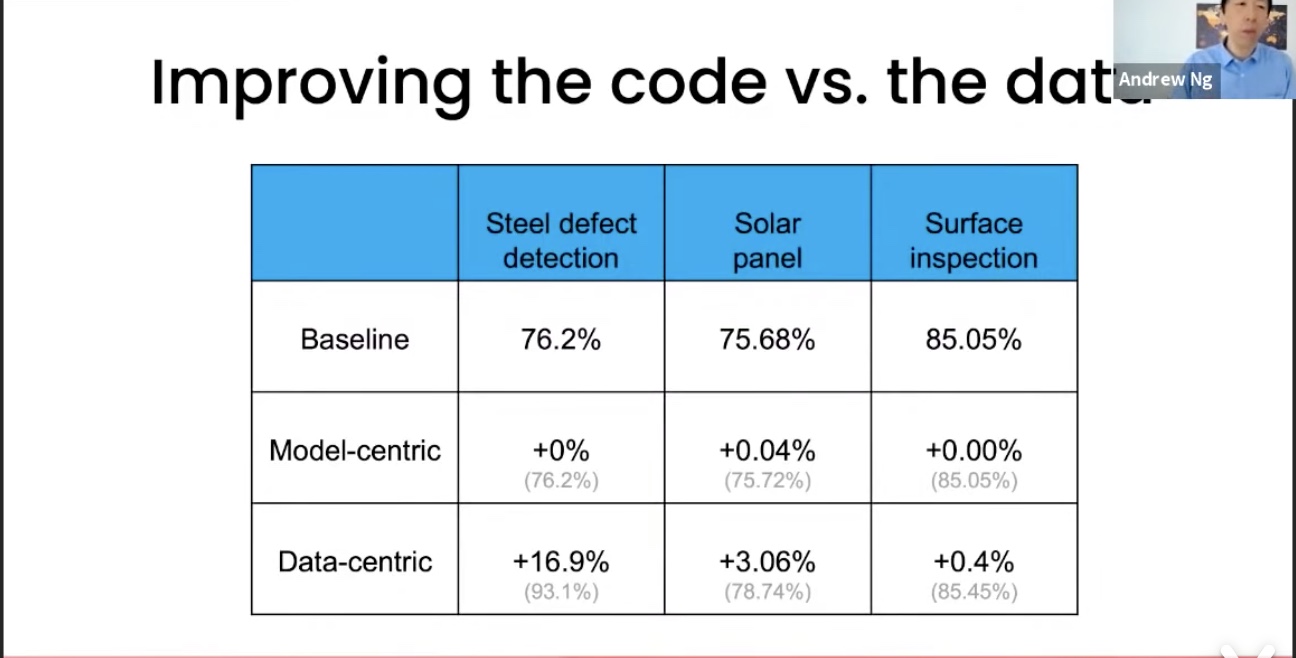 Improving the code vs. the data
Andrew Ng
Steel defect
detection
Solar
panel
Surface
inspection
Baseline
76.2%
75.68%
85.05%
Model-centric
+0%
(76.2%)
+0.04%
(75.72%)
+0.00%
(85.05%)
Data-centric
+16.9%
(93.1%)
+3.06%
(78.74%)
+0.4%
(85.45%)